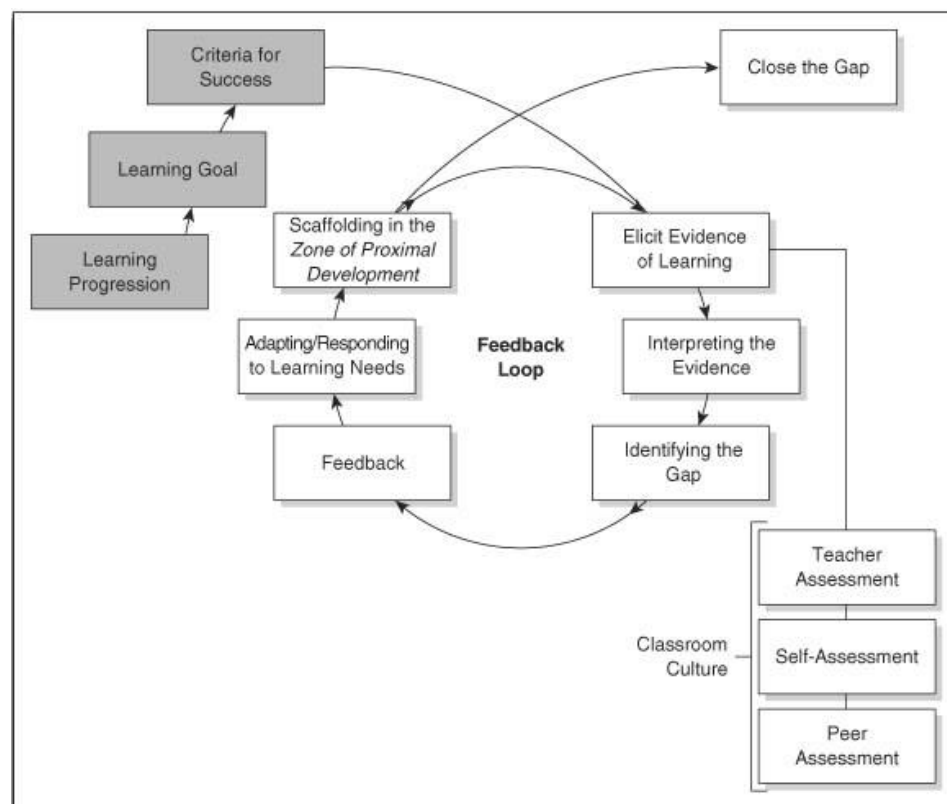 Criteria for
Success
Close the Gap
Learning Goal
Learning
Progression
Scaffolding in the
Zone of Proximal
Development
Elicit Evidence
of Learning
Adapting/Responding
to Learning Needs
Feedback
Loop
Interpreting the
Evidence
Feedback
Identifying the
Gap
Teacher
Assessment
Classroom
Culture
Self-Assessment
Peer
Assessment